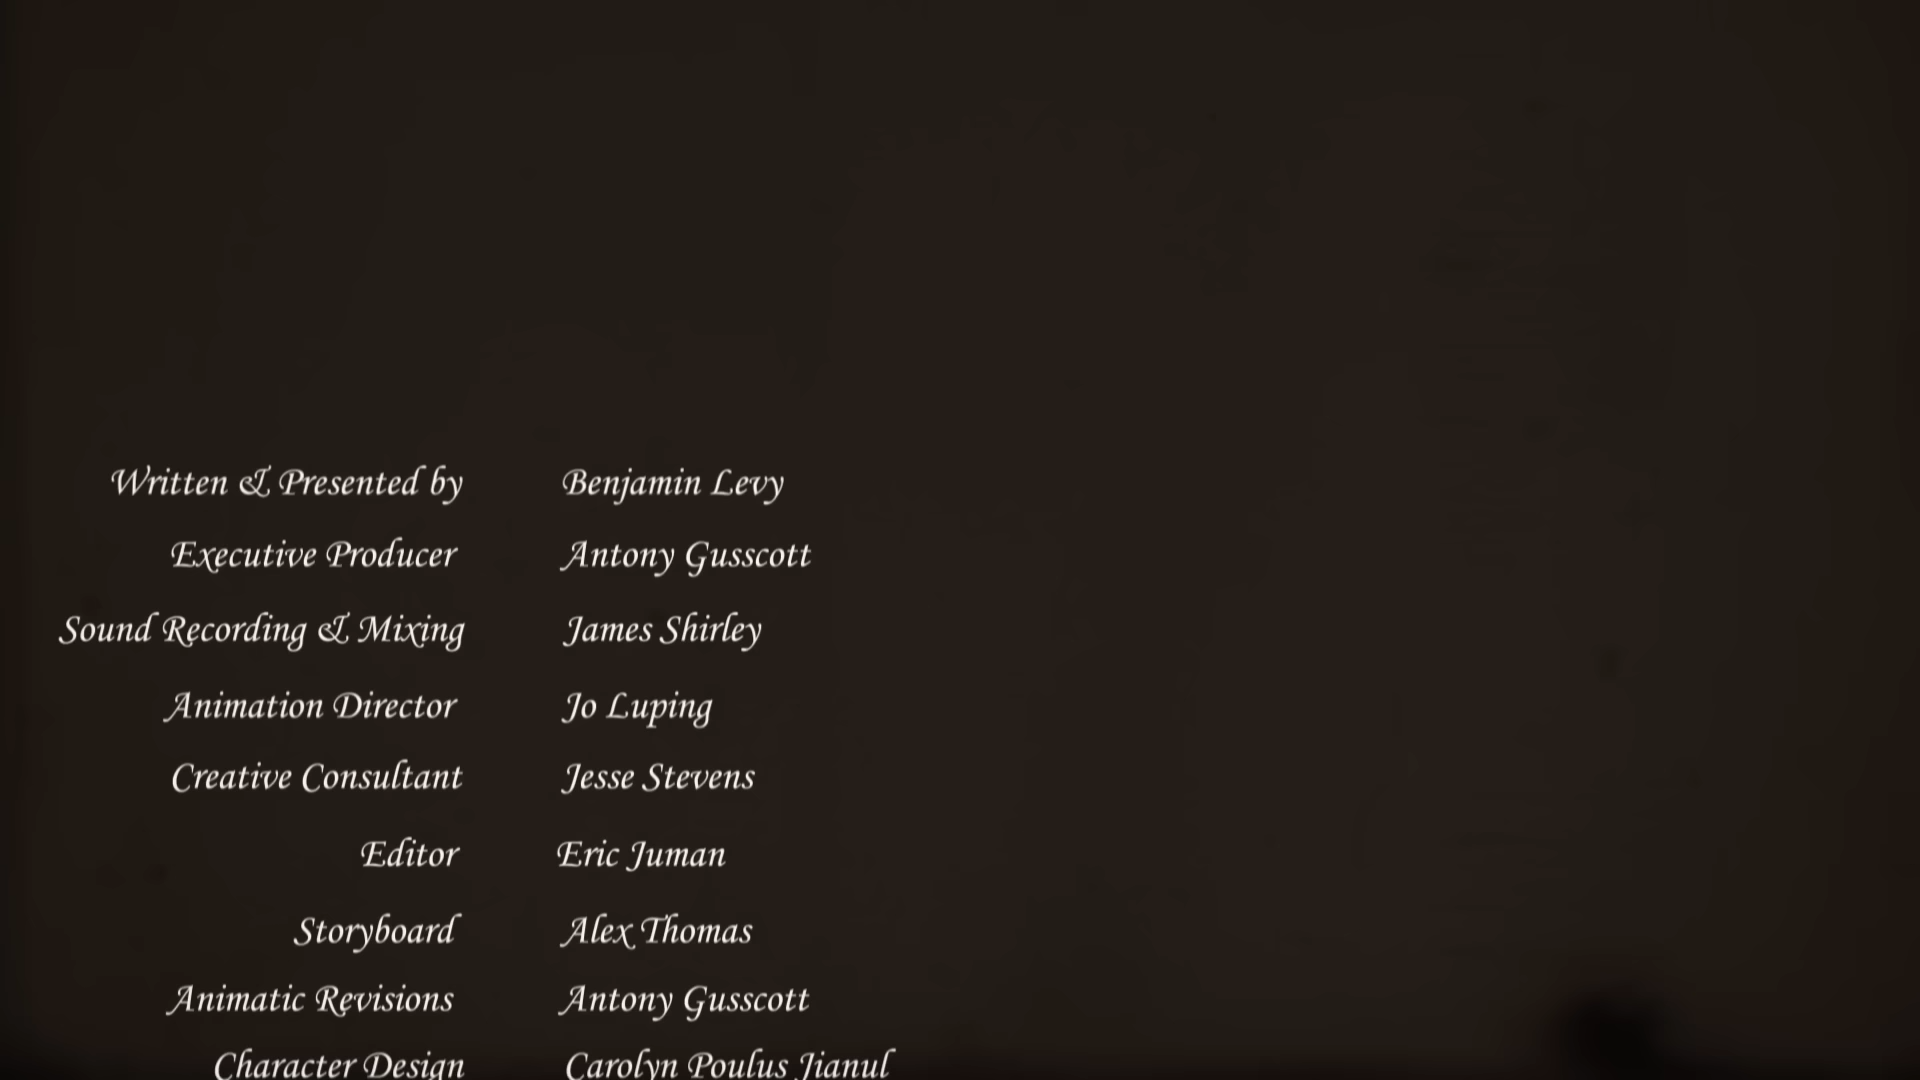 Written & Presented by Benjamin Levy
Executive Producer Antony Gusscott
Sound Recording & Mixing James Shirley
Animation Director Jo Luping
Creative Consultant Jesse Stevens
Editor Eric Juman
Storyboard Alex Thomas
Animatic Revisions Antony Gusscott
Character Design Carolyn Poulus Jianul